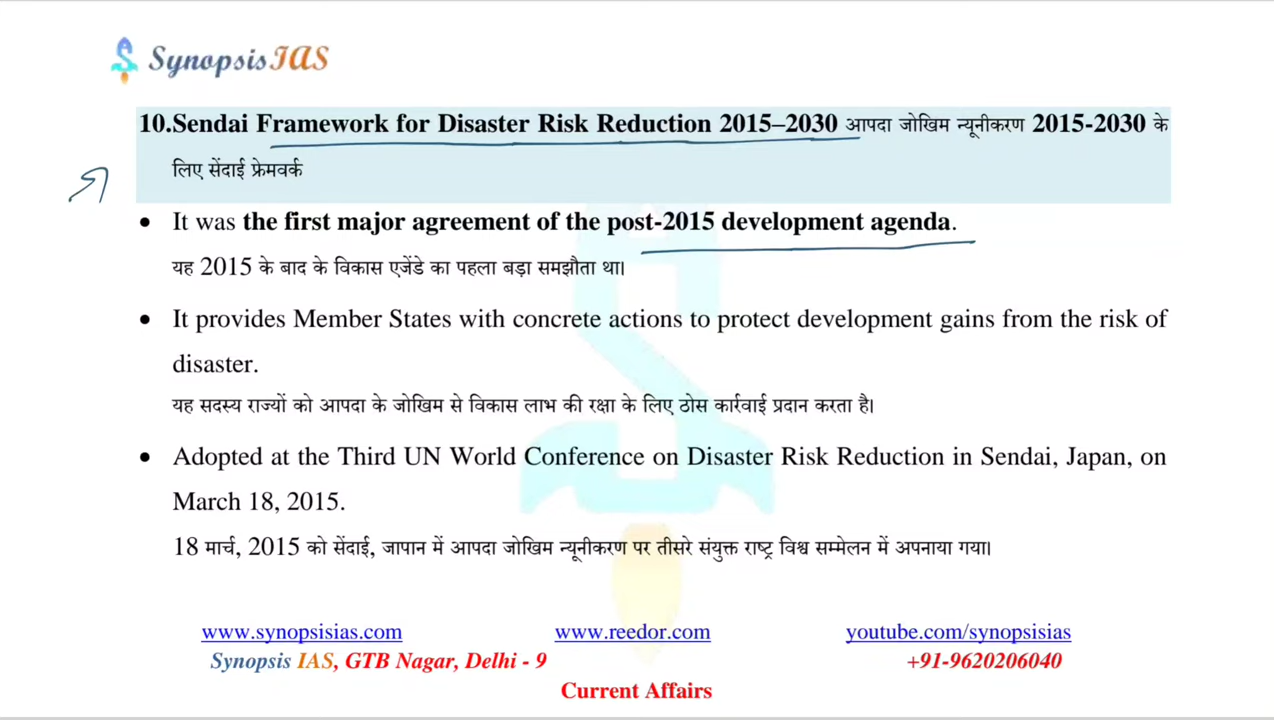 Synopsis IAS
10.Sendai Framework for Disaster Risk Reduction 2015–2030 आपदा जोखिम न्यूनीकरण 2015-2030 के
लिए सेंदाई फ्रेमवर्क
• It was the first major agreement of the post-2015 development agenda.
यह 2015 के बाद के विकास एजेंडे का पहला बड़ा समझौता था।
• It provides Member States with concrete actions to protect development gains from the risk of
disaster.
यह सदस्य राज्यों को आपदा के जोखिम से विकास लाभ की रक्षा के लिए ठोस कार्रवाई प्रदान करता है।
• Adopted at the Third UN World Conference on Disaster Risk Reduction in Sendai, Japan, on
March 18, 2015.
18 मार्च, 2015 को सेंदाई, जापान में आपदा जोखिम न्यूनीकरण पर तीसरे संयुक्त राष्ट्र विश्व सम्मेलन में अपनाया गया।
www.synopsisias.com www.reedor.com youtube.com/synopsisias
Synopsis IAS, GTB Nagar, Delhi - 9 +91-9620206040
Current Affairs